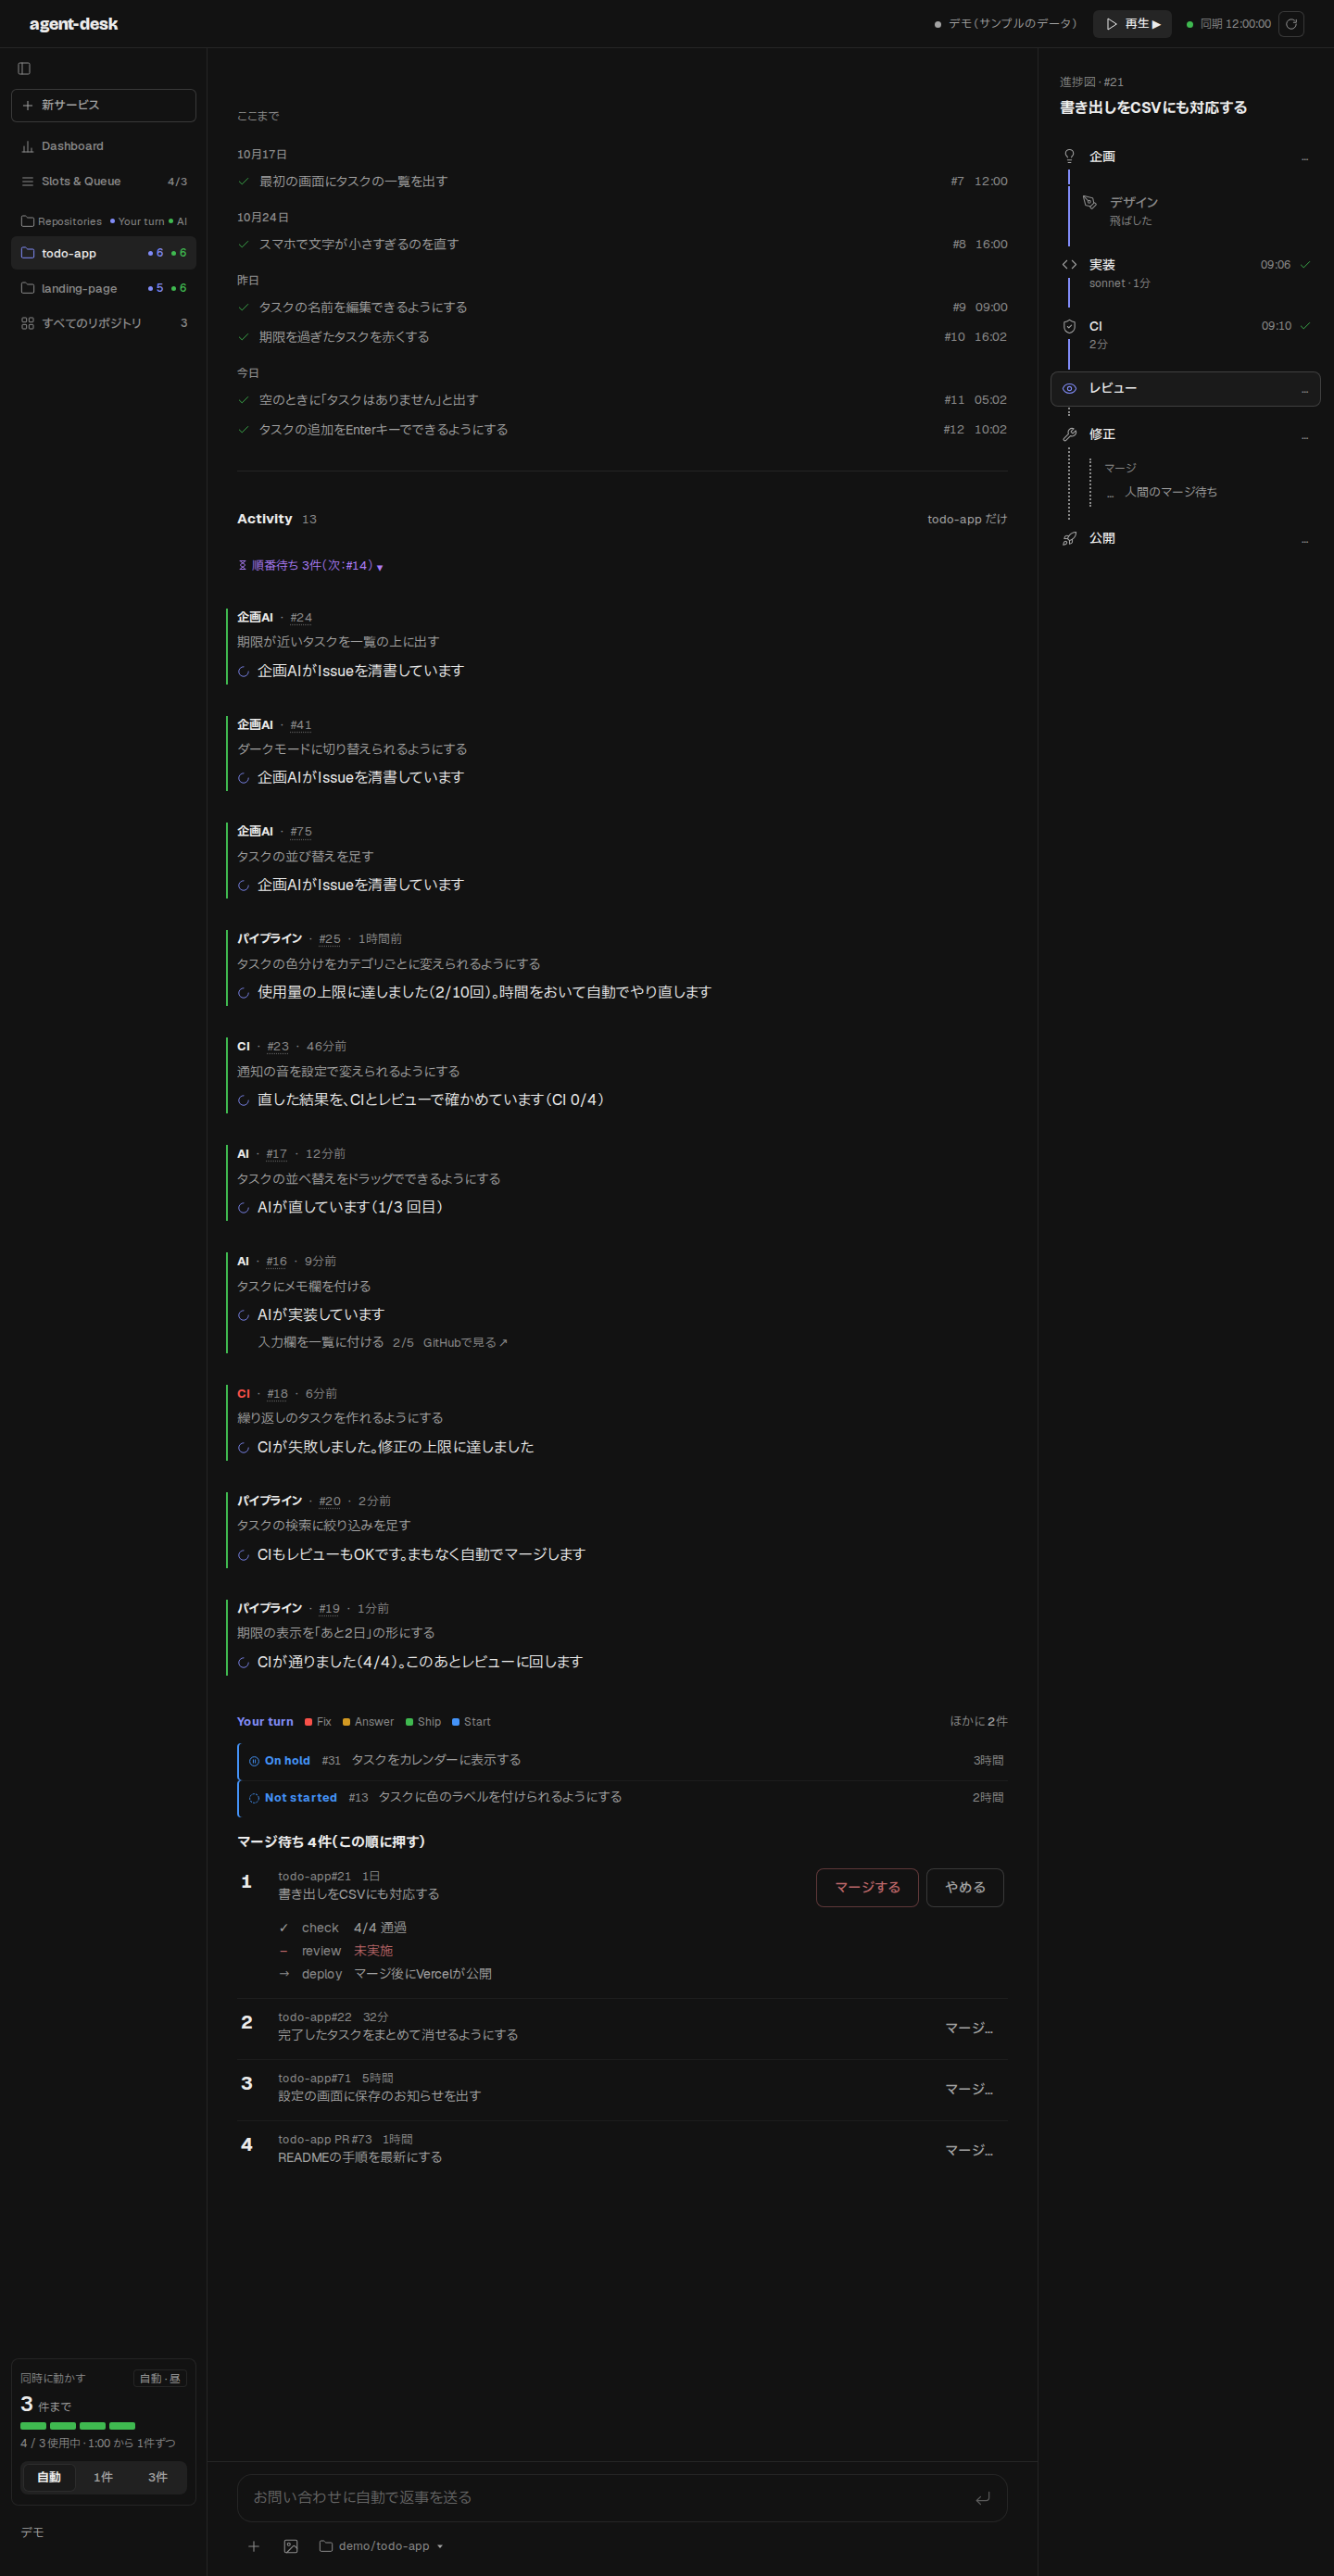 agent-desk
デモ（サンプルのデータ）
再生▶
同期 12:00:00
新サービス
Dashboard
Slots & Queue 4/3
Repositories Your turn AI
todo-app 6 6
landing-page 5 6
すべてのリポジトリ 3
ここまで
10月17日
最初の画面にタスクの一覧を出す #7 12:00
10月24日
スマホで文字が小さすぎるのを直す #8 16:00
昨日
タスクの名前を編集できるようにする #9 09:00
期限を過ぎたタスクを赤くする #10 16:02
今日
空のときに「タスクはありません」と出す #11 05:02
タスクの追加をEnterキーでできるようにする #12 10:02
Activity 13 todo-app だけ
順番待ち 3件（次：#14）▾
企画AI · #24
期限が近いタスクを一覧の上に出す
企画AIがIssueを清書しています
企画AI · #41
ダークモードに切り替えられるようにする
企画AIがIssueを清書しています
企画AI · #75
タスクの並び替えを足す
企画AIがIssueを清書しています
パイプライン · #25 · 1時間前
タスクの色分けをカテゴリごとに変えられるようにする
使用量の上限に達しました（2/10回）。時間をおいて自動でやり直します
CI · #23 · 46分前
通知の音を設定で変えられるようにする
直した結果を、CIとレビューで確かめています（CI 0/4）
AI · #17 · 12分前
タスクの並べ替えをドラッグでできるようにする
AIが直しています（1/3 回目）
AI · #16 · 9分前
タスクにメモ欄を付ける
AIが実装しています
入力欄を一覧に付ける 2/5 GitHubで見る↗
CI · #18 · 6分前
繰り返しのタスクを作れるようにする
CIが失敗しました。修正の上限に達しました
パイプライン · #20 · 2分前
タスクの検索に絞り込みを足す
CIもレビューもOKです。まもなく自動でマージします
パイプライン · #19 · 1分前
期限の表示を「あと2日」の形にする
CIが通りました（4/4）。このあとレビューに回します
Your turn Fix Answer Ship Start ほかに2件
On hold #31 タスクをカレンダーに表示する 3時間
Not started #13 タスクに色のラベルを付けられるようにする 2時間
マージ待ち 4件（この順に押す）
1 todo-app#21 1日
書き出しをCSVにも対応する
マージする やめる
✓ check 4/4 通過
– review 未実施
→ deploy マージ後にVercelが公開
2 todo-app#22 32分
完了したタスクをまとめて消せるようにする
マージ…
3 todo-app#71 5時間
設定の画面に保存のお知らせを出す
マージ…
4 todo-app PR#73 1時間
READMEの手順を最新にする
マージ…
お問い合わせに自動で返事を送る
demo/todo-app
同時に動かす 自動·昼
3 件まで
4 / 3 使用中·1:00 から 1件ずつ
自動 1件 3件
デモ
進捗図·#21
書き出しをCSVにも対応する
企画 …
デザイン
飛ばした
実装 09:06
sonnet·1分
CI 09:10
2分
レビュー …
修正 …
マージ
… 人間のマージ待ち
公開 …